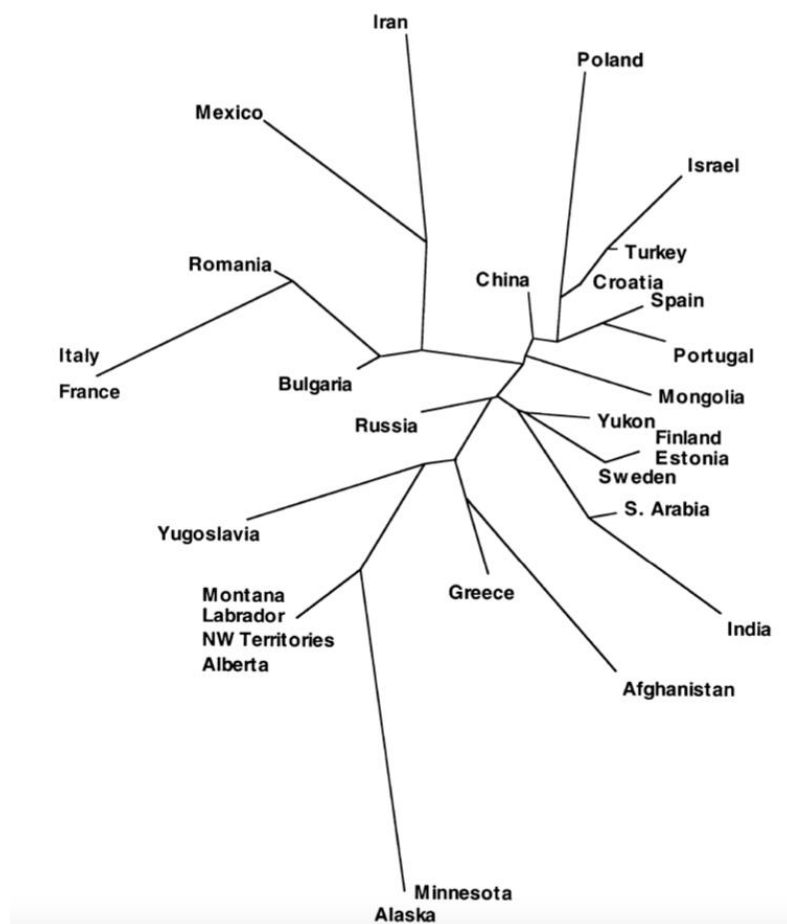 Iran
Poland
Mexico
Israel
Turkey
Romania
China
Croatia
Spain
Italy
Portugal
Bulgaria
France
Mongolia
Russia
Yukon
Finland
Estonia
Sweden
S. Arabia
Yugoslavia
Greece
Montana
Labrador
NW Territories
Alberta
India
Afghanistan
Minnesota
Alaska